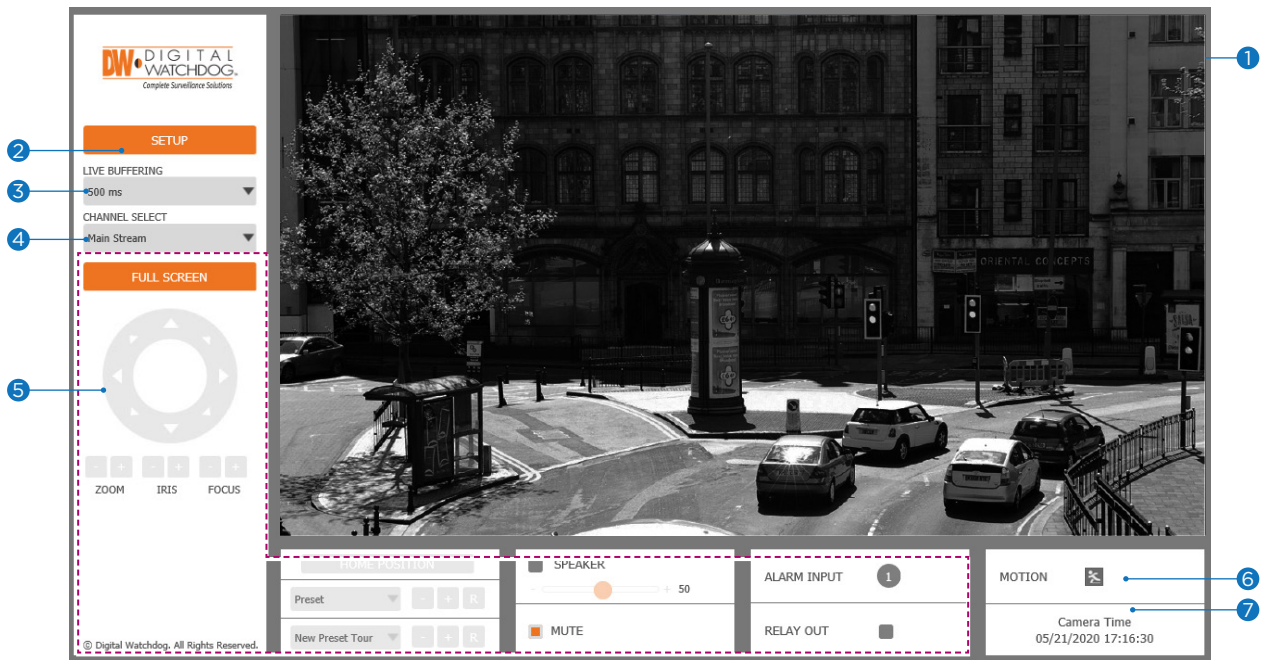 DW DIGITAL
WATCHDOG®
Complete Surveillance Solutions
1
2
SETUP
LIVE BUFFERING
3
500 ms
CHANNEL SELECT
4
Main Stream
FULL SCREEN
5
- + - + - +
ZOOM IRIS FOCUS
ORIENTAL CONCEPTS
HOME POSITION
Preset - + R
New Preset Tour - + R
SPEAKER
- + 50
MUTE
ALARM INPUT 1
RELAY OUT
MOTION
6
7
Camera Time
05/21/2020 17:16:30
© Digital Watchdog. All Rights Reserved.